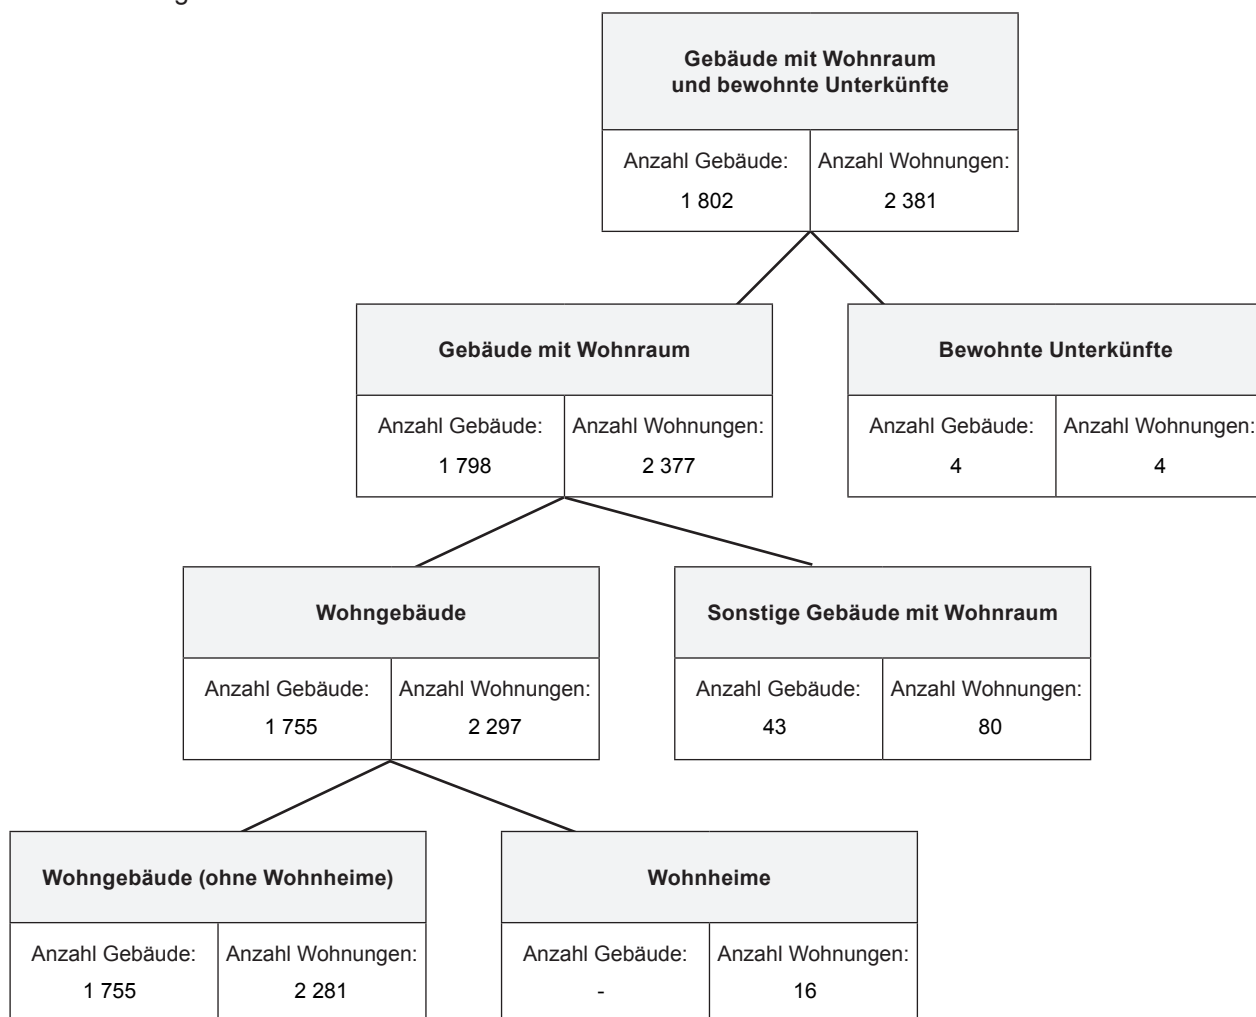 Gebäude mit Wohnraum
und bewohnte Unterkünfte
Anzahl Gebäude:
1 802
Anzahl Wohnungen:
2 381
Gebäude mit Wohnraum
Anzahl Gebäude:
1 798
Anzahl Wohnungen:
2 377
Bewohnte Unterkünfte
Anzahl Gebäude:
4
Anzahl Wohnungen:
4
Wohngebäude
Anzahl Gebäude:
1 755
Anzahl Wohnungen:
2 297
Sonstige Gebäude mit Wohnraum
Anzahl Gebäude:
43
Anzahl Wohnungen:
80
Wohngebäude (ohne Wohnheime)
Anzahl Gebäude:
1 755
Anzahl Wohnungen:
2 281
Wohnheime
Anzahl Gebäude:
-
Anzahl Wohnungen:
16